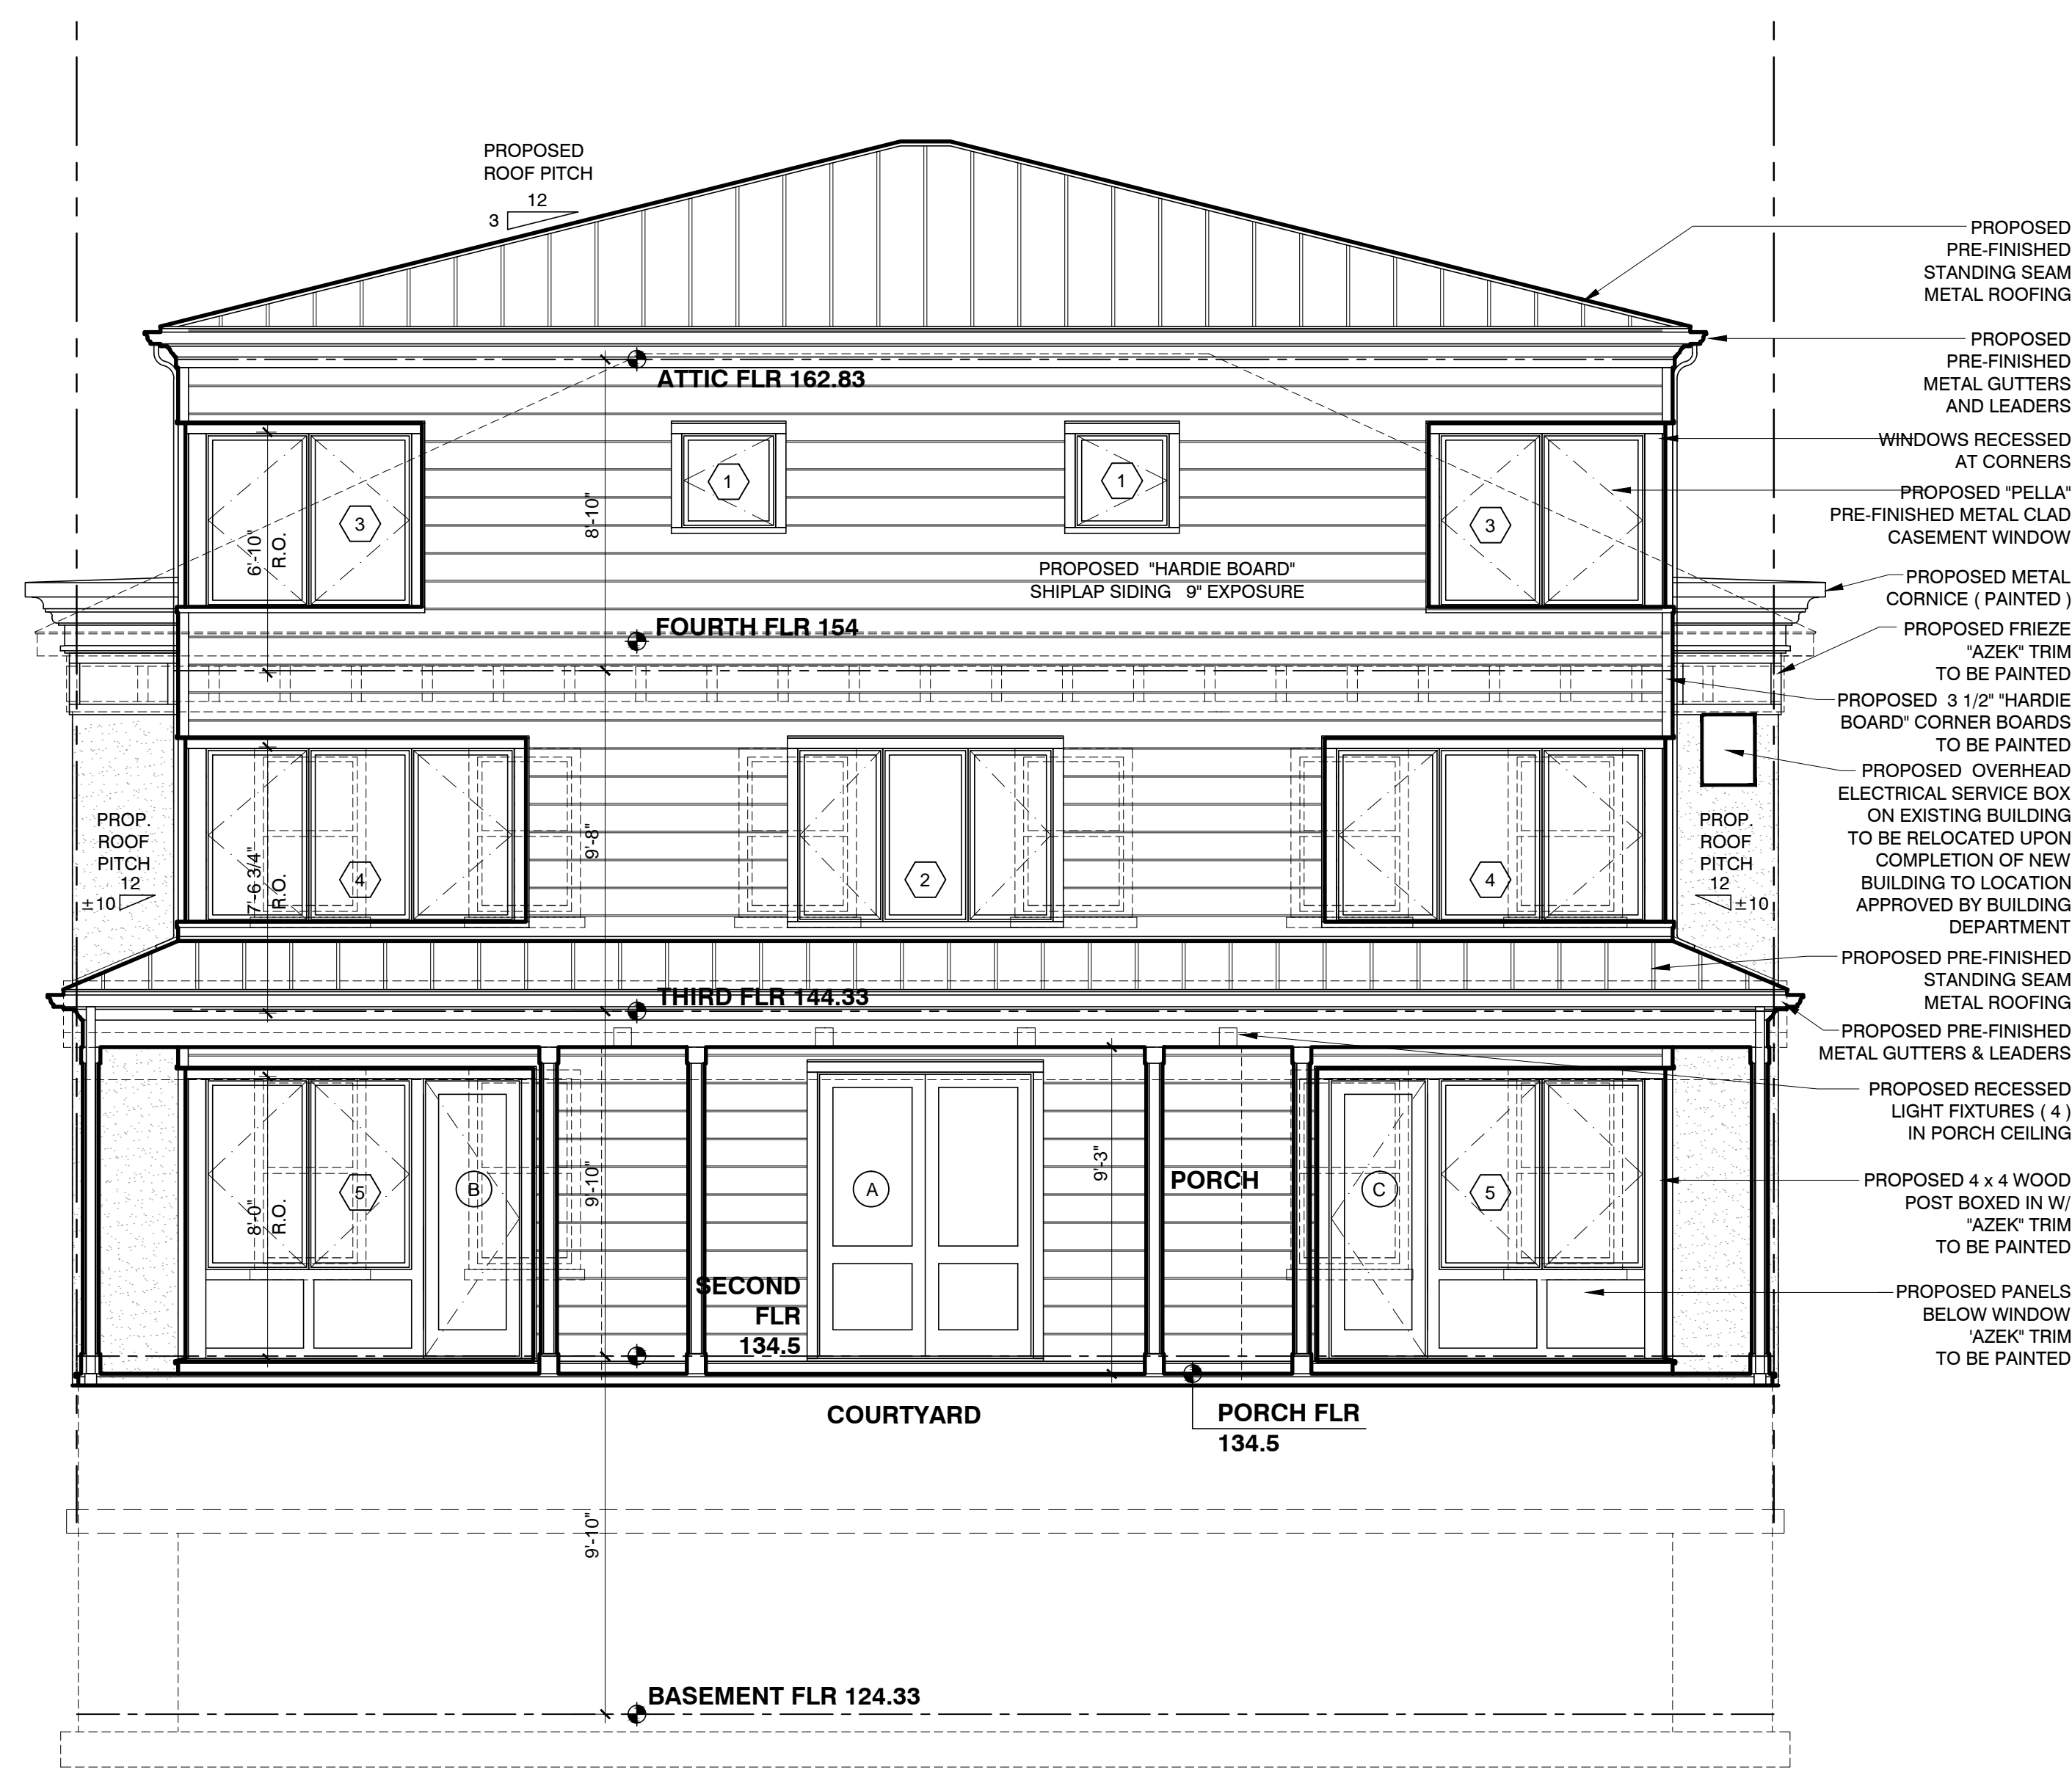 PROPOSED
ROOF PITCH
12
3
ATTIC FLR 162.83
1
1
3
3
6'-10"
R.O.
8'-10"
PROPOSED "HARDIE BOARD"
SHIPLAP SIDING 9" EXPOSURE
FOURTH FLR 154
PROP.
ROOF
PITCH
12
±10
7'-6 3/4"
R.O.
4
9'-8"
2
4
PROP.
ROOF
PITCH
12
±10
THIRD FLR 144.33
8'-0"
R.O.
5
B
9'-10"
A
9'-3"
PORCH
C
5
SECOND
FLR
134.5
COURTYARD
PORCH FLR
134.5
9'-10"
BASEMENT FLR 124.33
PROPOSED
PRE-FINISHED
STANDING SEAM
METAL ROOFING
PROPOSED
PRE-FINISHED
METAL GUTTERS
AND LEADERS
WINDOWS RECESSED
AT CORNERS
PROPOSED "PELLA"
PRE-FINISHED METAL CLAD
CASEMENT WINDOW
PROPOSED METAL
CORNICE ( PAINTED )
PROPOSED FRIEZE
"AZEK" TRIM
TO BE PAINTED
PROPOSED 3 1/2" "HARDIE
BOARD" CORNER BOARDS
TO BE PAINTED
PROPOSED OVERHEAD
ELECTRICAL SERVICE BOX
ON EXISTING BUILDING
TO BE RELOCATED UPON
COMPLETION OF NEW
BUILDING TO LOCATION
APPROVED BY BUILDING
DEPARTMENT
PROPOSED PRE-FINISHED
STANDING SEAM
METAL ROOFING
PROPOSED PRE-FINISHED
METAL GUTTERS & LEADERS
PROPOSED RECESSED
LIGHT FIXTURES ( 4 )
IN PORCH CEILING
PROPOSED 4 x 4 WOOD
POST BOXED IN W/
"AZEK" TRIM
TO BE PAINTED
PROPOSED PANELS
BELOW WINDOW
'AZEK" TRIM
TO BE PAINTED